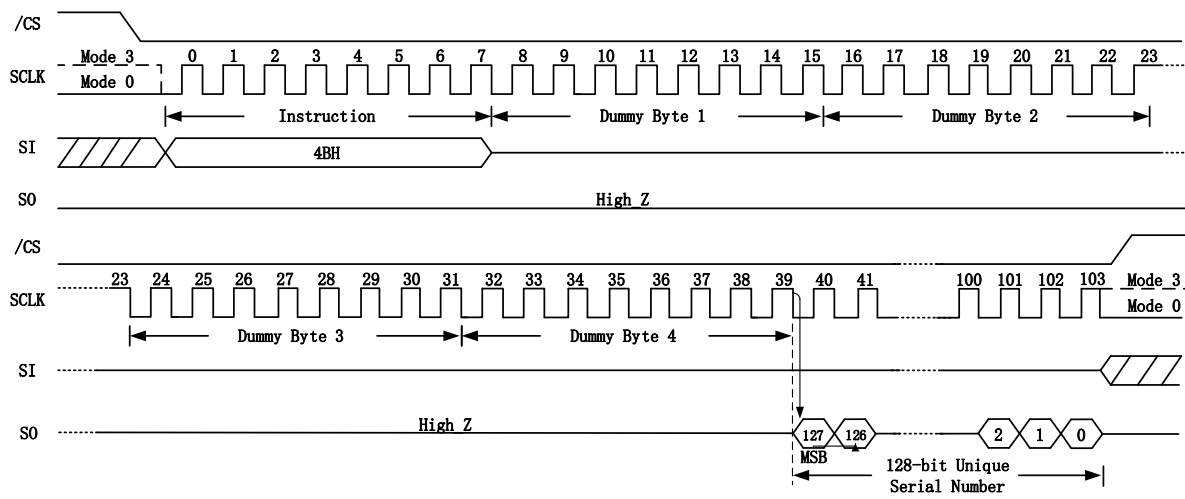 /CS
Mode 3 0 1 2 3 4 5 6 7 8 9 10 11 12 13 14 15 16 17 18 19 20 21 22 23
SCLK
Mode 0
Instruction Dummy Byte 1 Dummy Byte 2
SI
4BH
SO High_Z
/CS
23 24 25 26 27 28 29 30 31 32 33 34 35 36 37 38 39 40 41 100 101 102 103 Mode 3
SCLK Mode 0
Dummy Byte 3 Dummy Byte 4
SI
High_Z
SO 127 126 2 1 0
MSB
128-bit Unique
Serial Number